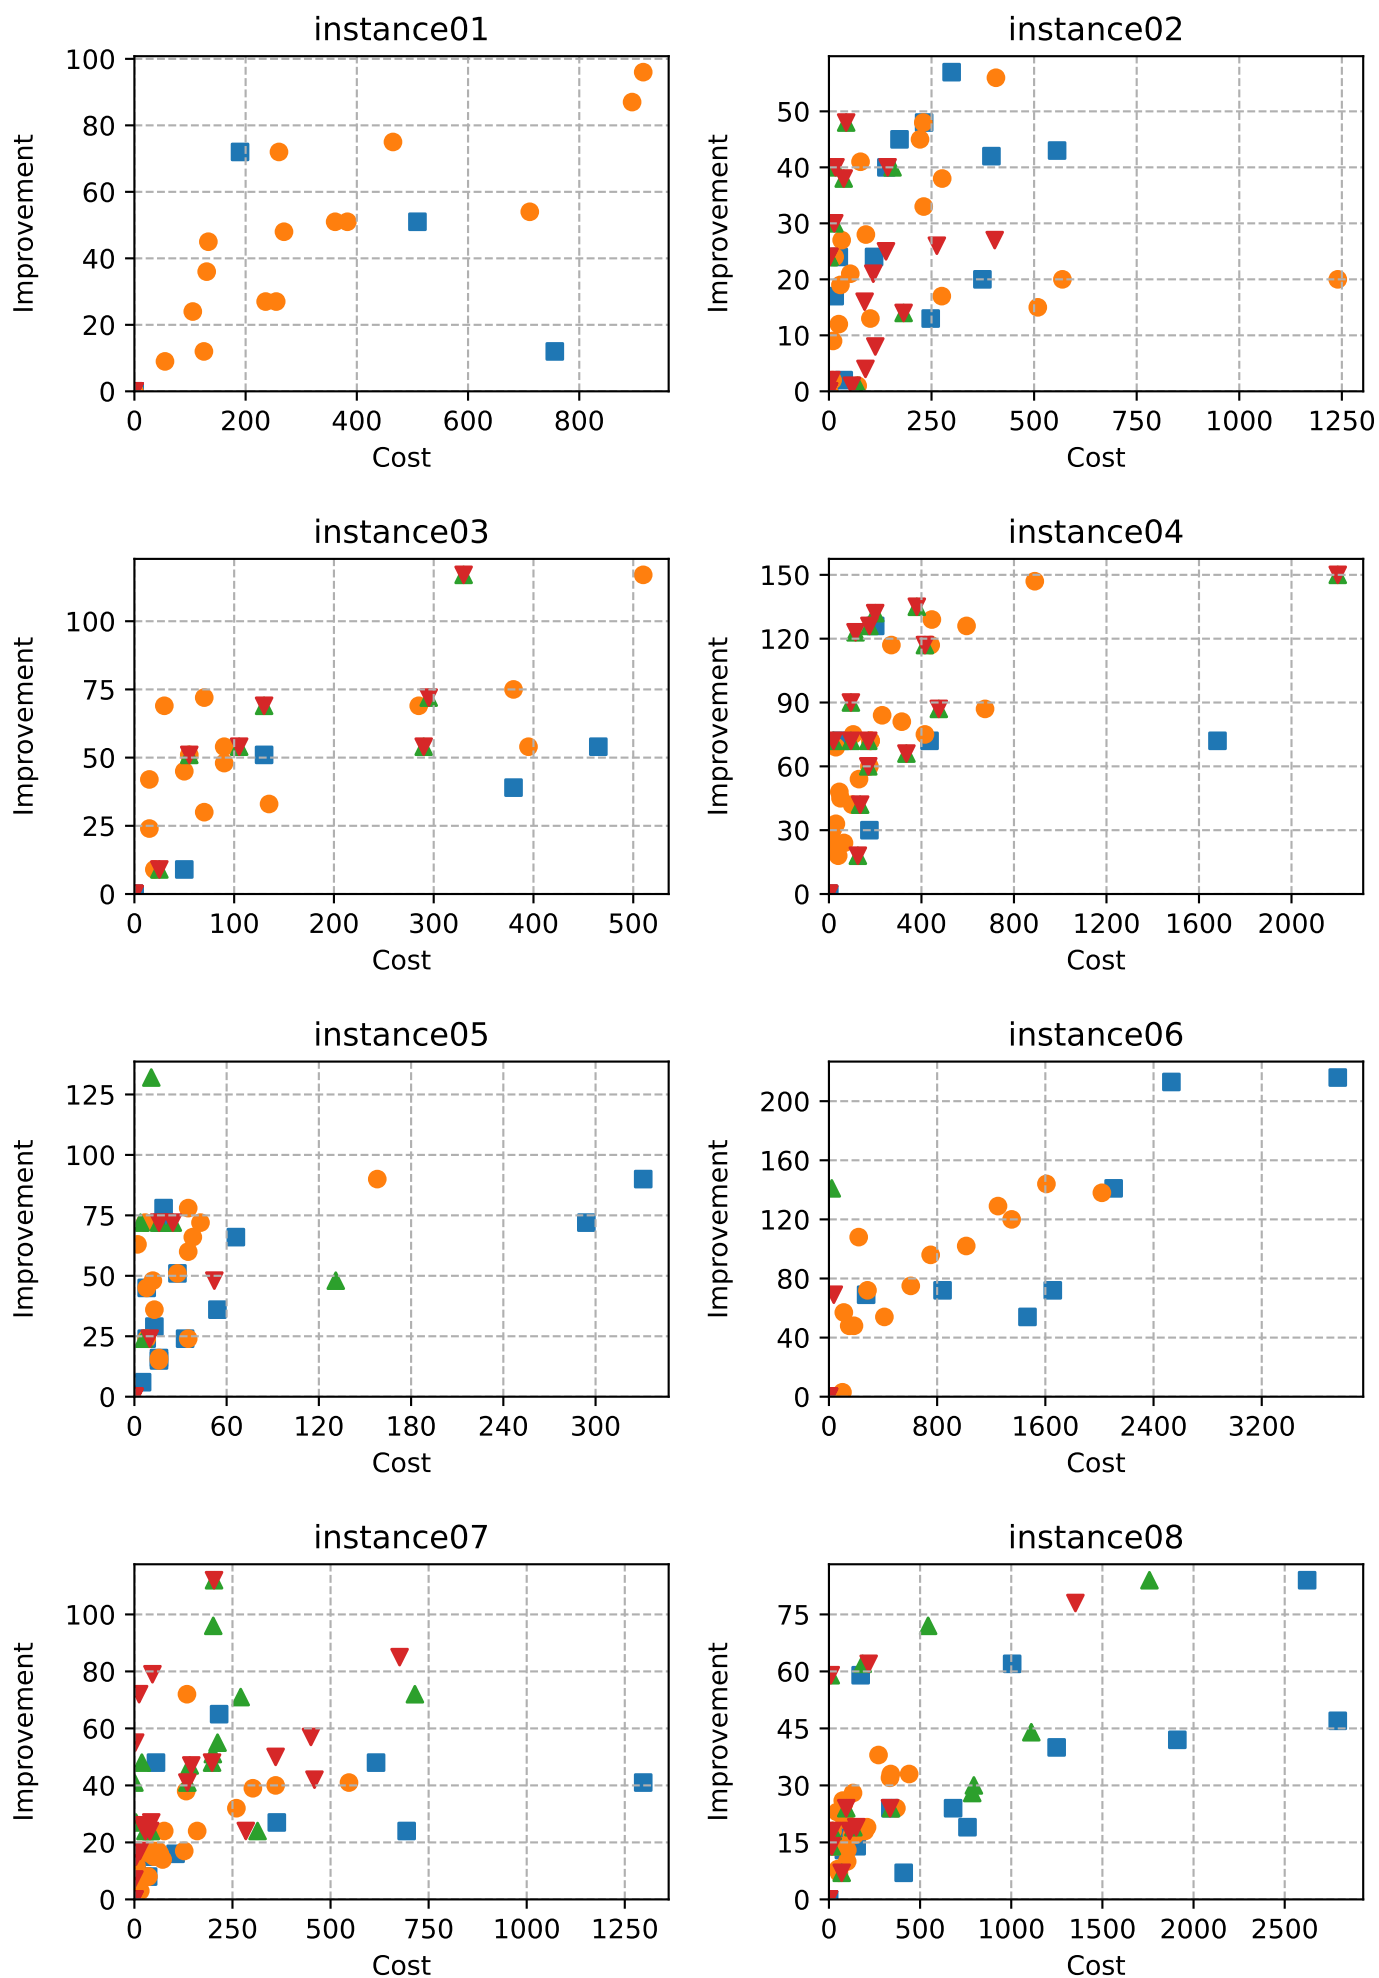 instance01
Improvement
100
80
60
40
20
0
0 200 400 600 800
Cost
instance02
Improvement
50
40
30
20
10
0
0 250 500 750 1000 1250
Cost
instance03
Improvement
100
75
50
25
0
0 100 200 300 400 500
Cost
instance04
Improvement
150
120
90
60
30
0
0 400 800 1200 1600 2000
Cost
instance05
Improvement
125
100
75
50
25
0
0 60 120 180 240 300
Cost
instance06
Improvement
200
160
120
80
40
0
0 800 1600 2400 3200
Cost
instance07
Improvement
100
80
60
40
20
0
0 250 500 750 1000 1250
Cost
instance08
Improvement
75
60
45
30
15
0
0 500 1000 1500 2000 2500
Cost